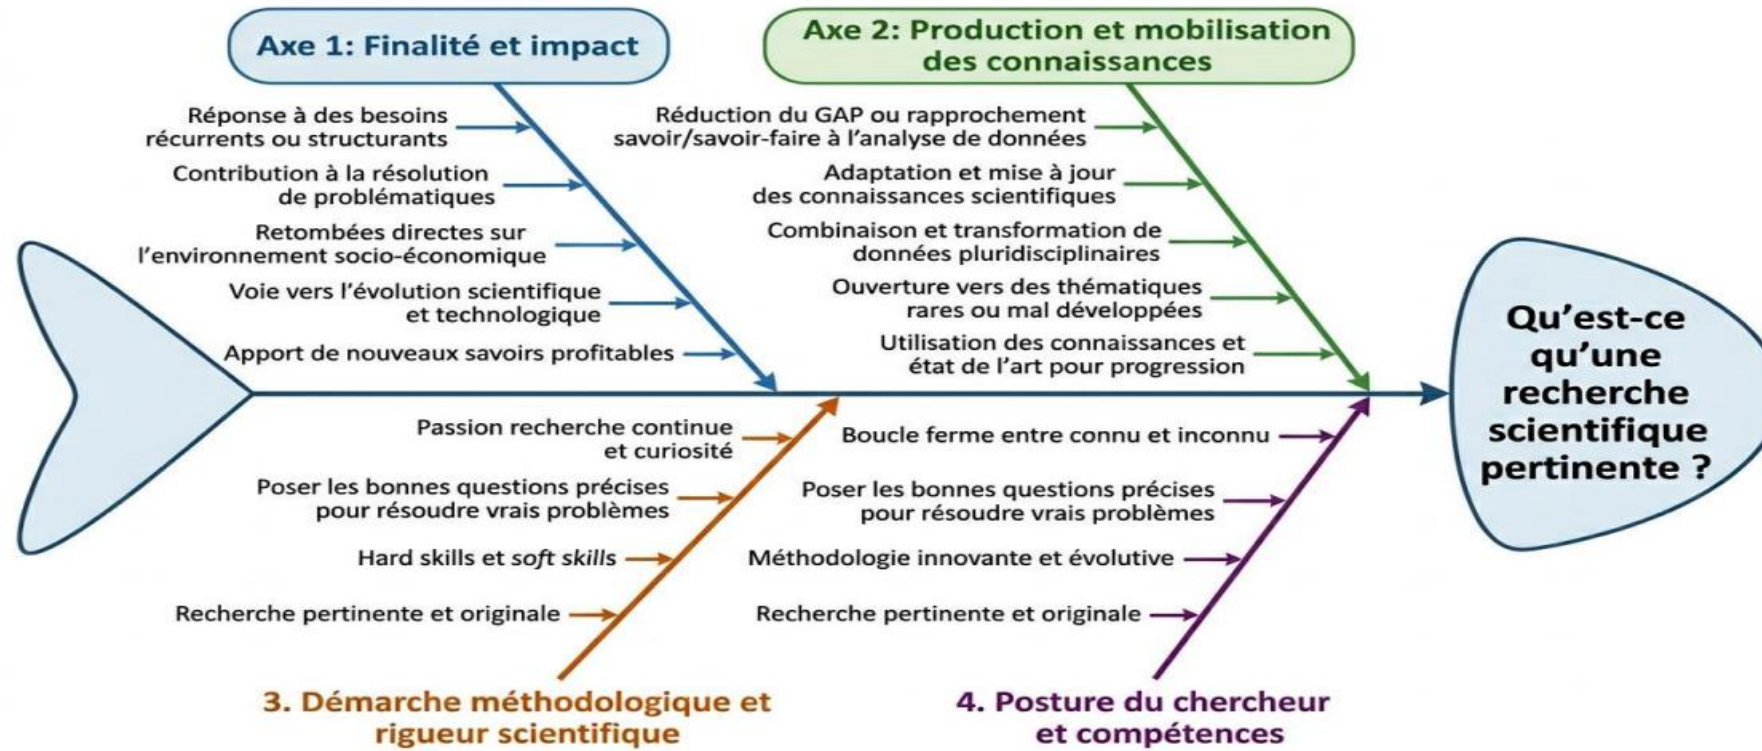 Axe 1: Finalité et impact
Réponse à des besoins
récurrents ou structurants
Contribution à la résolution
de problématiques
Retombées directes sur
l'environnement socio-économique
Voie vers l'évolution scientifique
et technologique
Apport de nouveaux savoirs profitables
Axe 2: Production et mobilisation
des connaissances
Réduction du GAP ou rapprochement
savoir/savoir-faire à l'analyse de données
Adaptation et mise à jour
des connaissances scientifiques
Combinaison et transformation de
données pluridisciplinaires
Ouverture vers des thématiques
rares ou mal développées
Utilisation des connaissances et
état de l'art pour progression
Passion recherche continue
et curiosité
Poser les bonnes questions précises
pour résoudre vrais problèmes
Hard skills et soft skills
Recherche pertinente et originale
3. Démarche méthodologique et
rigueur scientifique
Boucle ferme entre connu et inconnu
Poser les bonnes questions précises
pour résoudre vrais problèmes
Méthodologie innovante et évolutive
Recherche pertinente et originale
4. Posture du chercheur
et compétences
Qu'est-ce
qu'une
recherche
scientifique
pertinente ?